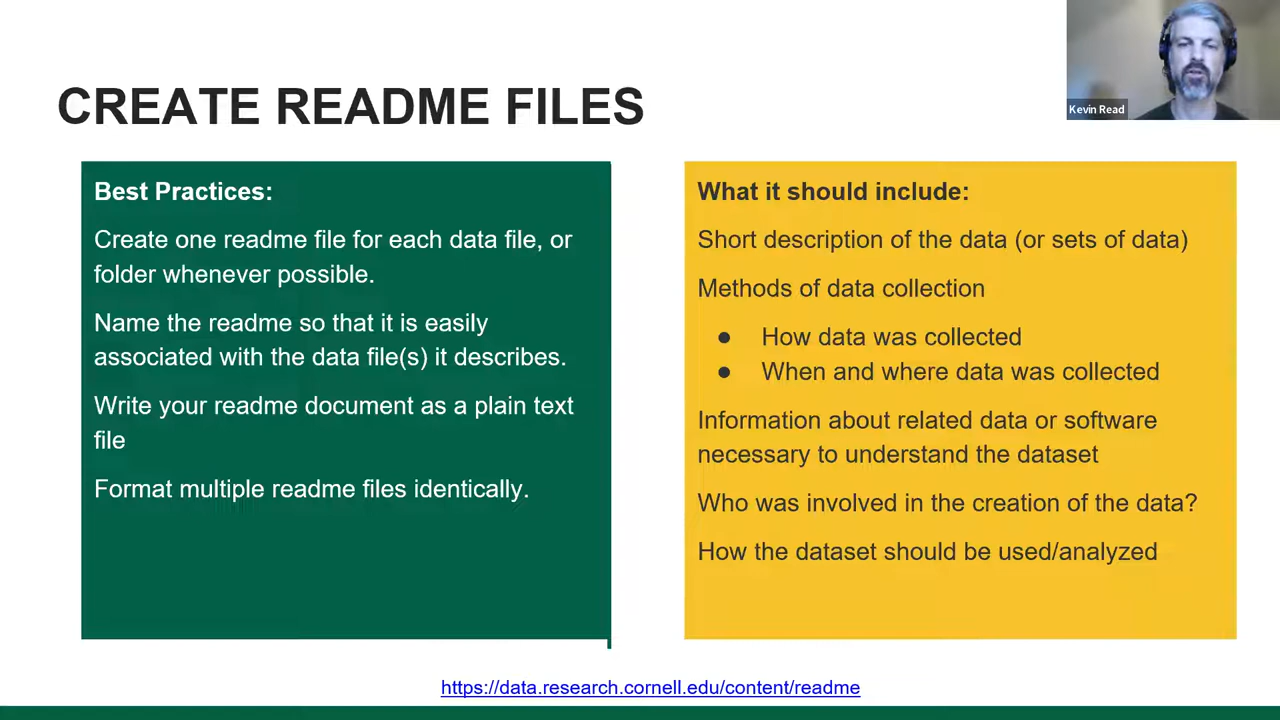 CREATE README FILES
Kevin Read
Best Practices:
Create one readme file for each data file, or
folder whenever possible.
Name the readme so that it is easily
associated with the data file(s) it describes.
Write your readme document as a plain text
file
Format multiple readme files identically.
What it should include:
Short description of the data (or sets of data)
Methods of data collection
● How data was collected
● When and where data was collected
Information about related data or software
necessary to understand the dataset
Who was involved in the creation of the data?
How the dataset should be used/analyzed
https://data.research.cornell.edu/content/readme